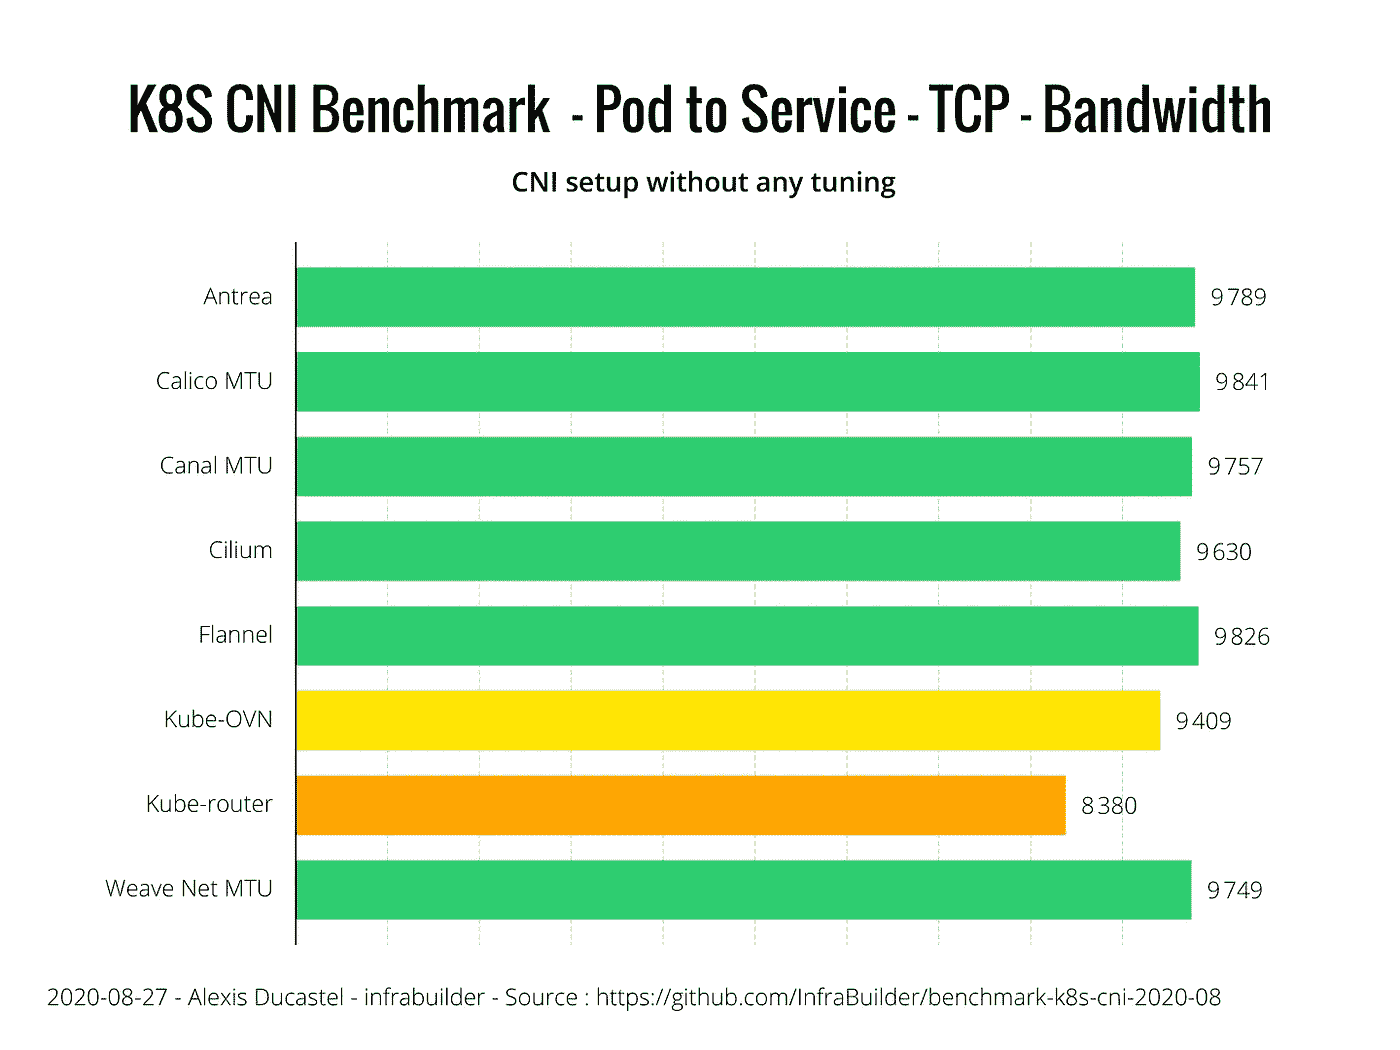 K8S CNI Benchmark - Pod to Service - TCP - Bandwidth
CNI setup without any tuning
Antrea 9 789
Calico MTU 9 841
Canal MTU 9 757
Cilium 9 630
Flannel 9 826
Kube-OVN 9 409
Kube-router 8 380
Weave Net MTU 9 749
2020-08-27 - Alexis Ducastel - infrabuilder - Source : https://github.com/InfraBuilder/benchmark-k8s-cni-2020-08